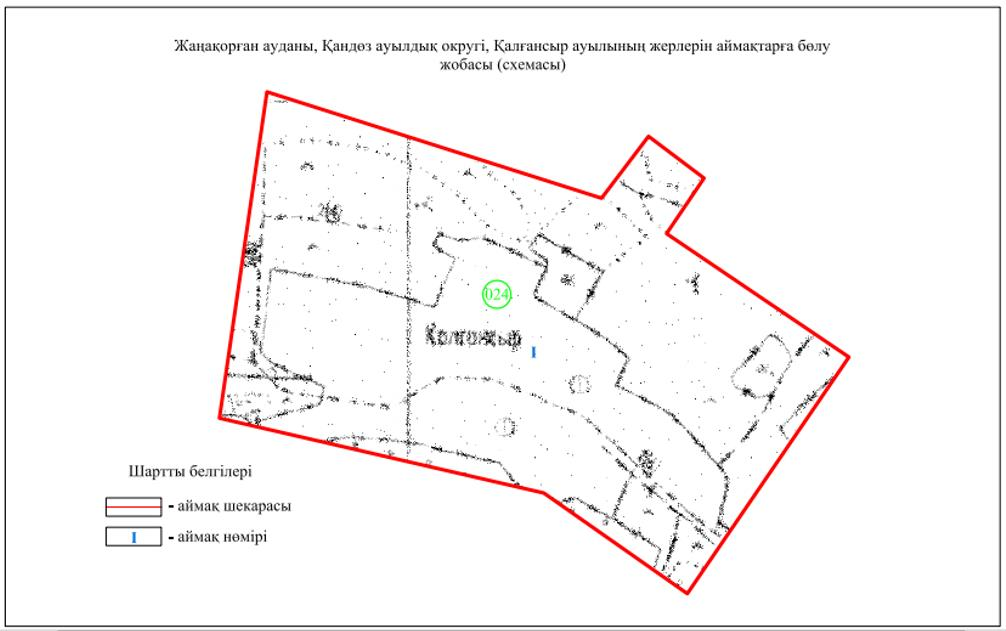 Жаңақорған ауданы, Қандөз ауылдық округі, Қалғансыр ауылының жерлерін аймақтарға бөлу
жобасы (схемасы)
024
Қалғансыр
I
Шартты белгілері
- аймақ шекарасы
I - аймақ нөмірі